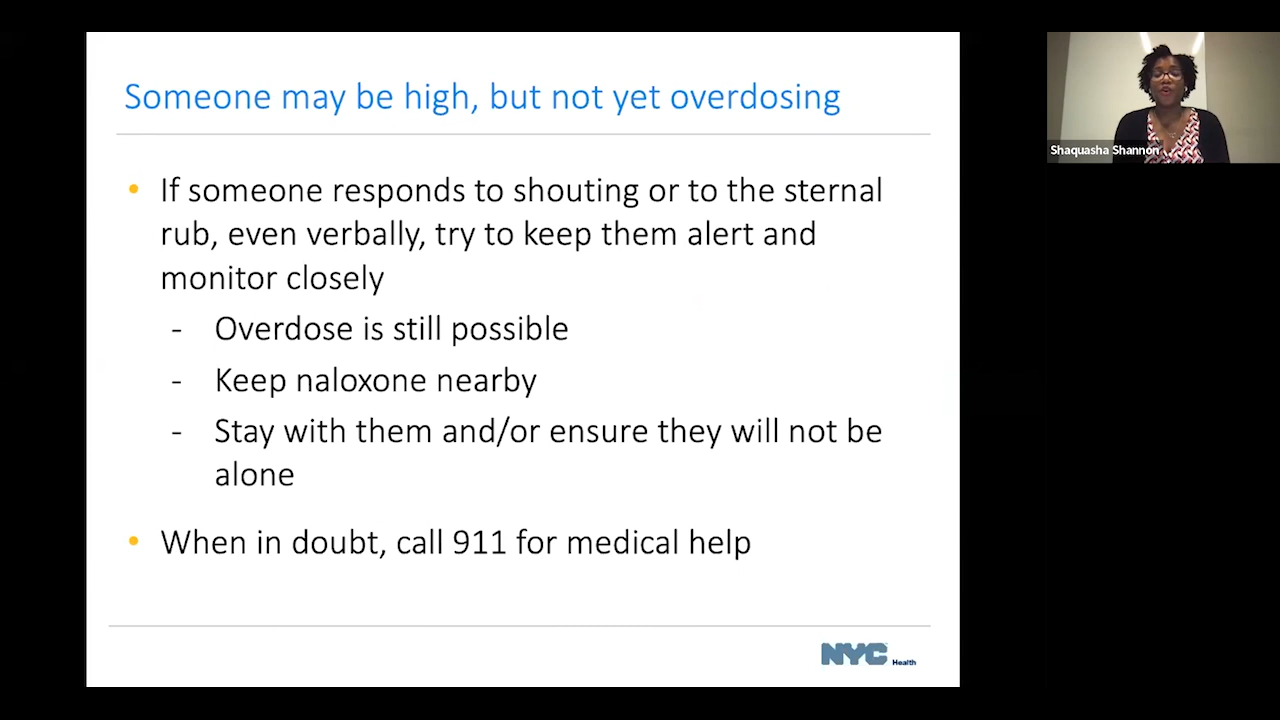 Someone may be high, but not yet overdosing
• If someone responds to shouting or to the sternal
rub, even verbally, try to keep them alert and
monitor closely
- Overdose is still possible
- Keep naloxone nearby
- Stay with them and/or ensure they will not be
alone
• When in doubt, call 911 for medical help
NYC Health
Shaquasha Shannon